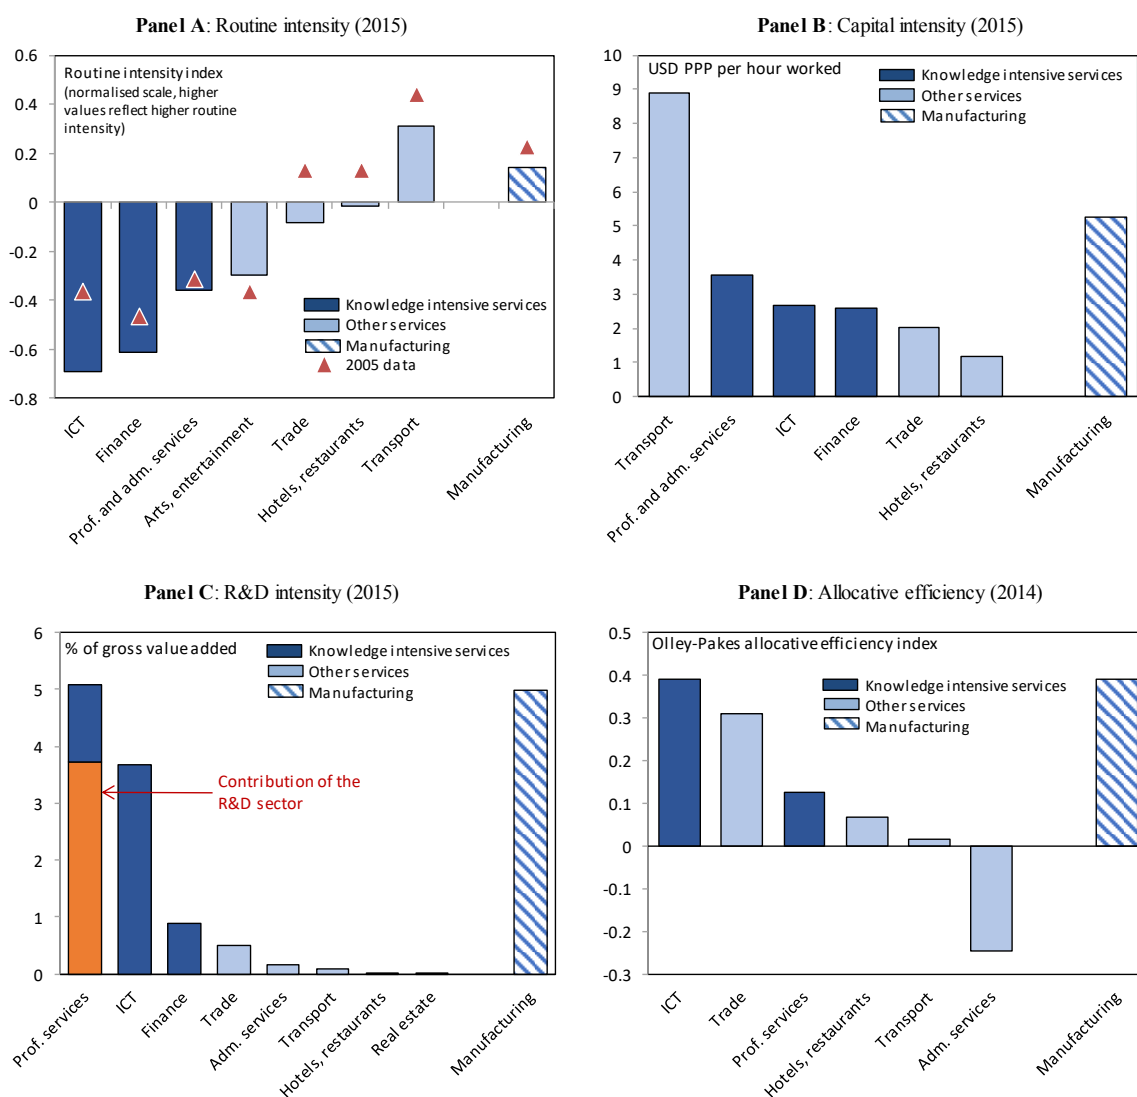 Panel A: Routine intensity (2015)
0.6
0.4
0.2
0
-0.2
-0.4
-0.6
-0.8
Routine intensity index
(normalised scale, higher
values reflect higher routine
intensity)
Knowledge intensive services
Other services
Manufacturing
2005 data
ICT
Finance
Prof. and adm. services
Arts, entertainment
Trade
Hotels, restaurants
Transport
Manufacturing
Panel B: Capital intensity (2015)
10
9
8
7
6
5
4
3
2
1
0
USD PPP per hour worked
Knowledge intensive services
Other services
Manufacturing
Transport
Prof. and adm. services
ICT
Finance
Trade
Hotels, restaurants
Manufacturing
Panel C: R&D intensity (2015)
6
5
4
3
2
1
0
% of gross value added
Knowledge intensive services
Other services
Manufacturing
Contribution of the
R&D sector
Prof. services
ICT
Finance
Trade
Adm. services
Transport
Hotels, restaurants
Real estate
Manufacturing
Panel D: Allocative efficiency (2014)
0.5
0.4
0.3
0.2
0.1
0
-0.1
-0.2
-0.3
Olley-Pakes allocative efficiency index
Knowledge intensive services
Other services
Manufacturing
ICT
Trade
Prof. services
Hotels, restaurants
Transport
Adm. services
Manufacturing